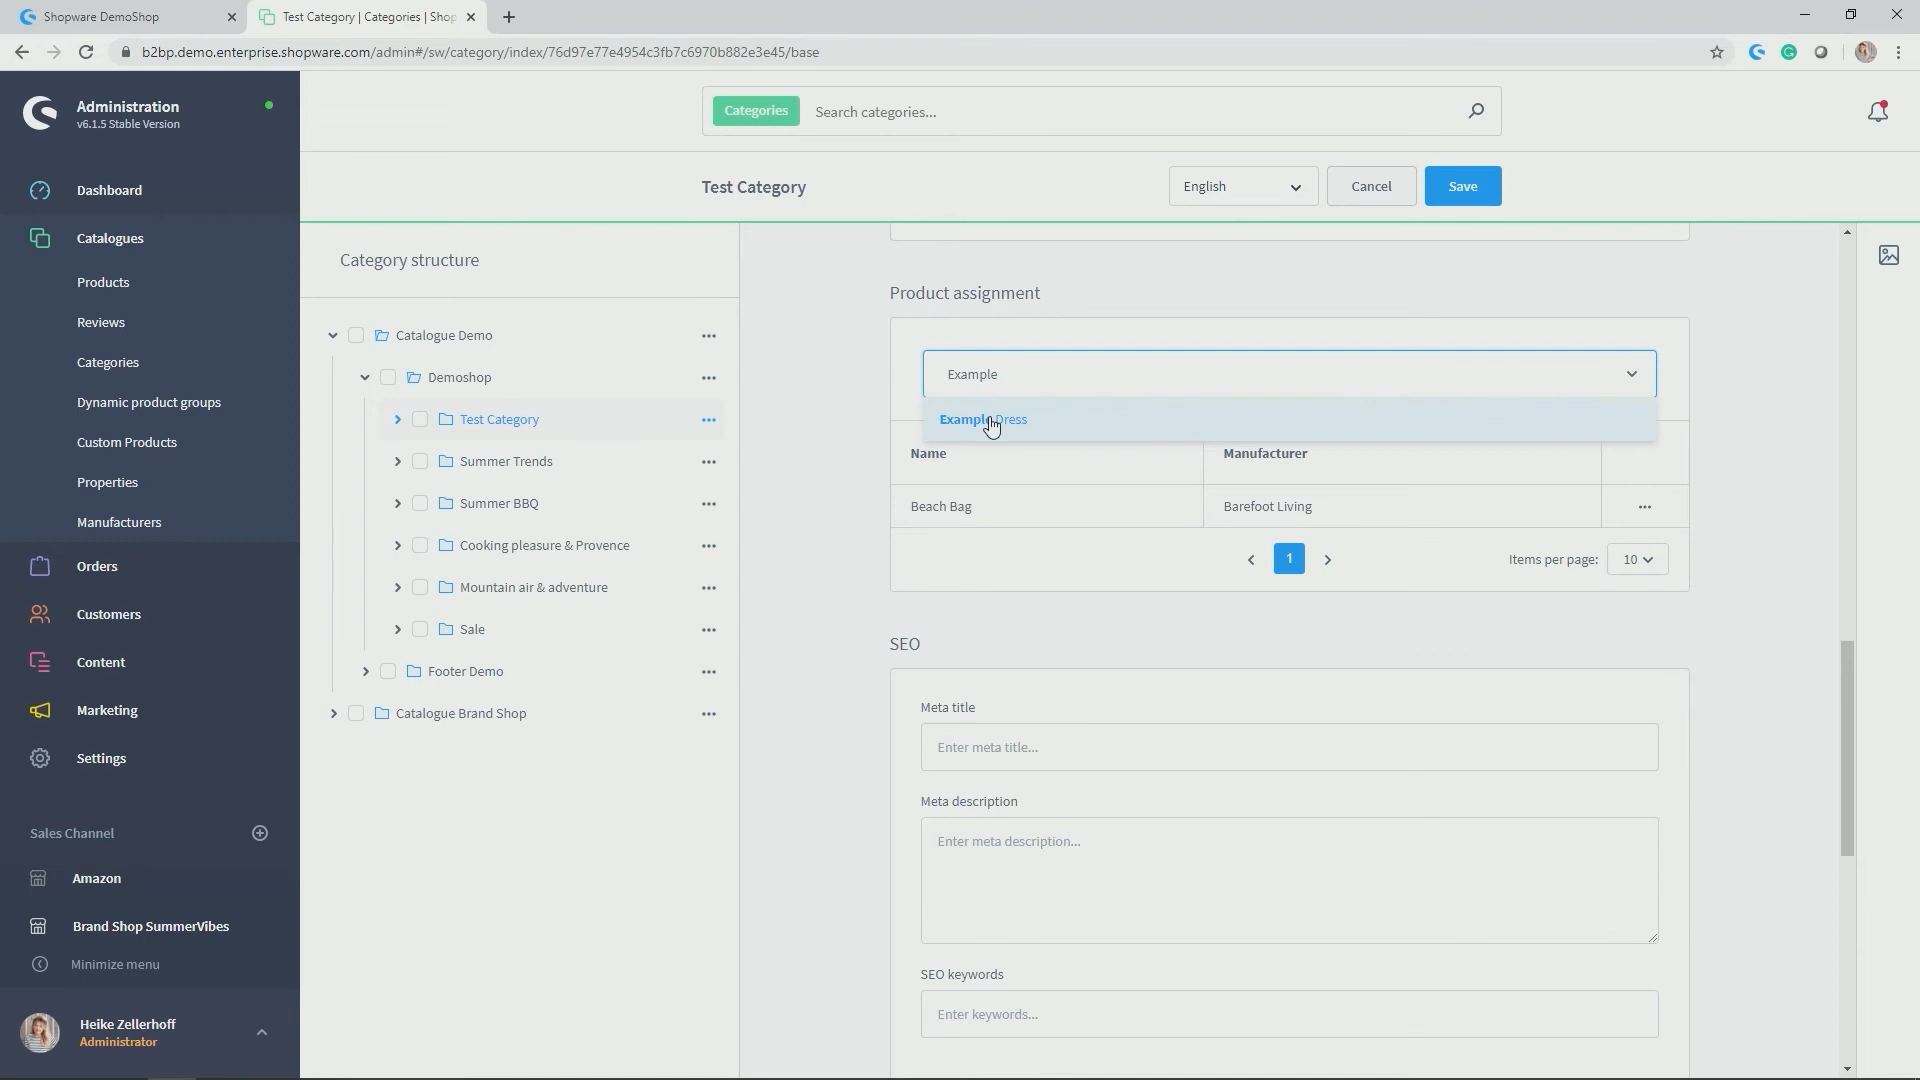 Shopware DemoShop
Test Category | Categories | Shop
b2bp.demo.enterprise.shopware.com/admin#/sw/category/index/76d97e77e4954c3fb7c6970b882e3e45/base
Administration
v6.1.5 Stable Version
Categories
Search categories...
Test Category
English
Cancel
Save
Dashboard
Catalogues
Products
Reviews
Categories
Dynamic product groups
Custom Products
Properties
Manufacturers
Orders
Customers
Content
Marketing
Settings
Sales Channel
Amazon
Brand Shop SummerVibes
Minimize menu
Heike Zellerhoff
Administrator
Category structure
Catalogue Demo
Demoshop
Test Category
Summer Trends
Summer BBQ
Cooking pleasure & Provence
Mountain air & adventure
Sale
Footer Demo
Catalogue Brand Shop
Product assignment
Example
Example Dress
Name
Manufacturer
Beach Bag
Barefoot Living
1
Items per page:
10
SEO
Meta title
Enter meta title...
Meta description
Enter meta description...
SEO keywords
Enter keywords...